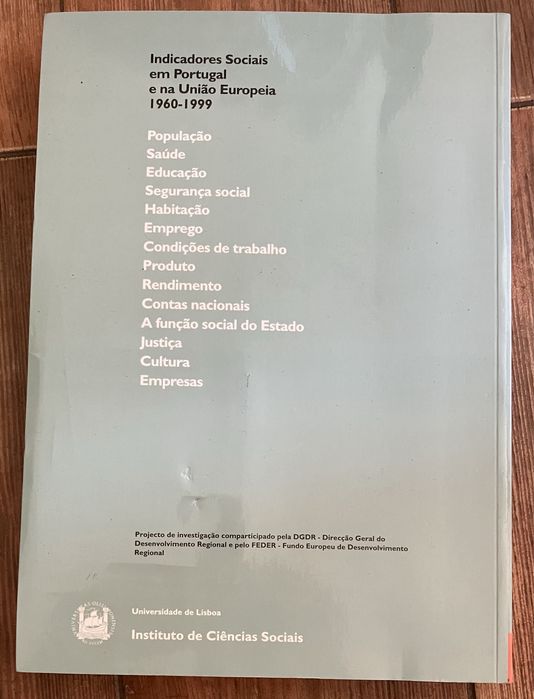 Indicadores Sociais
em Portugal
e na União Europeia
1960-1999
População
Saúde
Educação
Segurança social
Habitação
Emprego
Condições de trabalho
Produto
Rendimento
Contas nacionais
A função social do Estado
Justiça
Cultura
Empresas
Projecto de investigação comparticipado pela DGDR - Direcção Geral do
Desenvolvimento Regional e pelo FEDER - Fundo Europeu de Desenvolvimento
Regional
Universidade de Lisboa
Instituto de Ciências Sociais